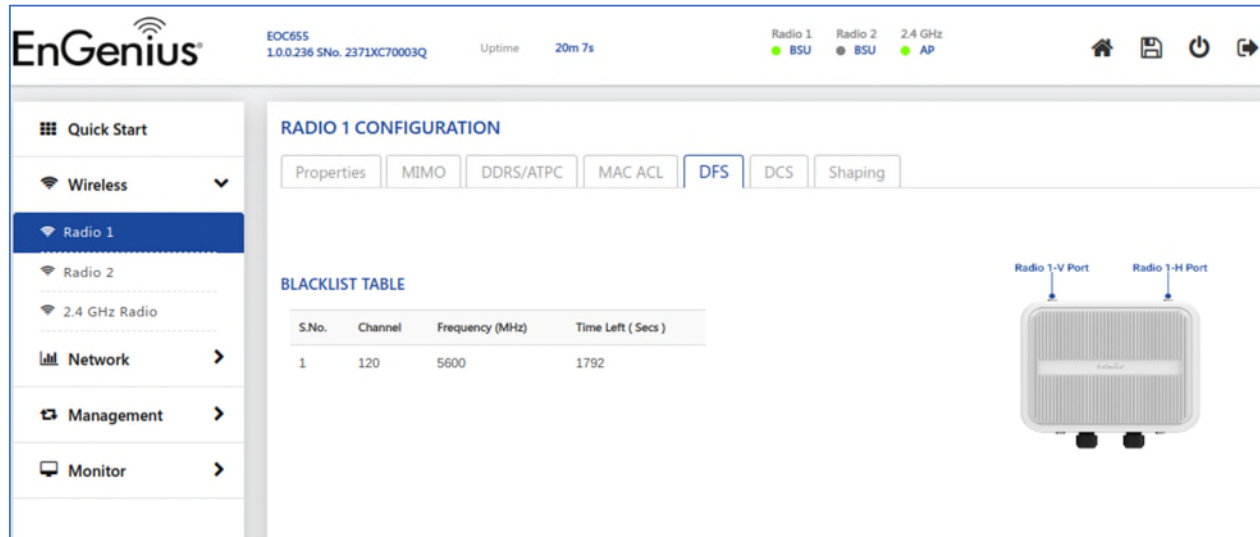 EnGenius®
EOC655
1.0.0.236 SNo. 2371XC70003Q
Uptime 20m 7s
Radio 1 Radio 2 2.4 GHz
BSU BSU AP
Quick Start
Wireless
Radio 1
Radio 2
2.4 GHz Radio
Network
Management
Monitor
RADIO 1 CONFIGURATION
Properties MIMO DDRS/ATPC MAC ACL DFS DCS Shaping
BLACKLIST TABLE
S.No. Channel Frequency (MHz) Time Left ( Secs )
1 120 5600 1792
Radio 1-V Port Radio 1-H Port
EnGenius